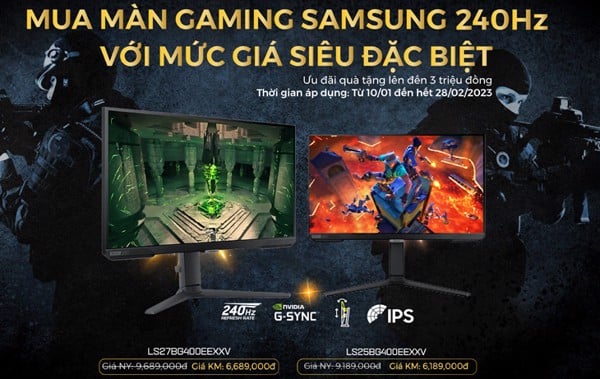 MUA MÀN GAMING SAMSUNG 240Hz
VỚI MỨC GIÁ SIÊU ĐẶC BIỆT
Ưu đãi quà tặng lên đến 3 triệu đồng
Thời gian áp dụng: Từ 10/01 đến hết 28/02/2023
240Hz
REFRESH RATE
NVIDIA
G-SYNC
IPS
LS27BG400EEXXV
LS25BG400EEXXV
Giá NY: 9,689,000đ Giá KM: 6,689,000đ
Giá NY: 9,189,000đ Giá KM: 6,189,000đ